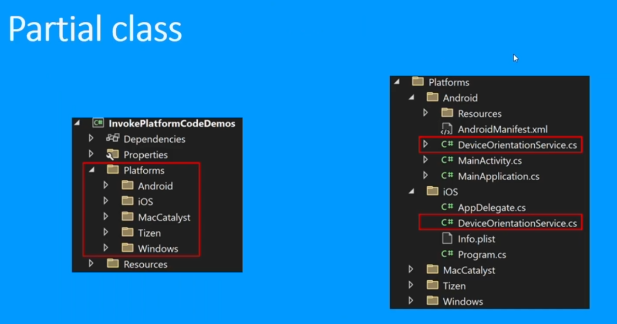 Partial class
InvokePlatformCodeDemos
Dependencies
Properties
Platforms
Android
iOS
MacCatalyst
Tizen
Windows
Resources
Platforms
Android
Resources
AndroidManifest.xml
C# DeviceOrientationService.cs
C# MainActivity.cs
C# MainApplication.cs
iOS
C# AppDelegate.cs
C# DeviceOrientationService.cs
Info.plist
C# Program.cs
MacCatalyst
Tizen
Windows